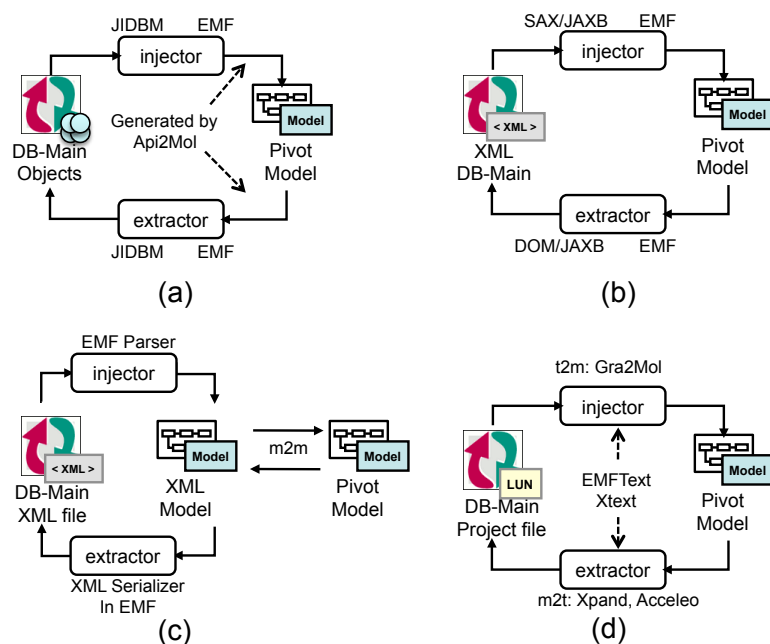 JIDBM EMF
injector
Model
Generated by
Api2Mol
DB-Main
Objects
Pivot
Model
extractor
JIDBM EMF
(a)
SAX/JAXB EMF
injector
< XML >
Model
XML
DB-Main
Pivot
Model
extractor
DOM/JAXB EMF
(b)
EMF Parser
injector
< XML >
Model
m2m
Model
DB-Main
XML file
XML
Model
Pivot
Model
extractor
XML Serializer
In EMF
(c)
t2m: Gra2Mol
injector
LUN
Model
EMFText
Xtext
DB-Main
Project file
Pivot
Model
extractor
m2t: Xpand, Acceleo
(d)